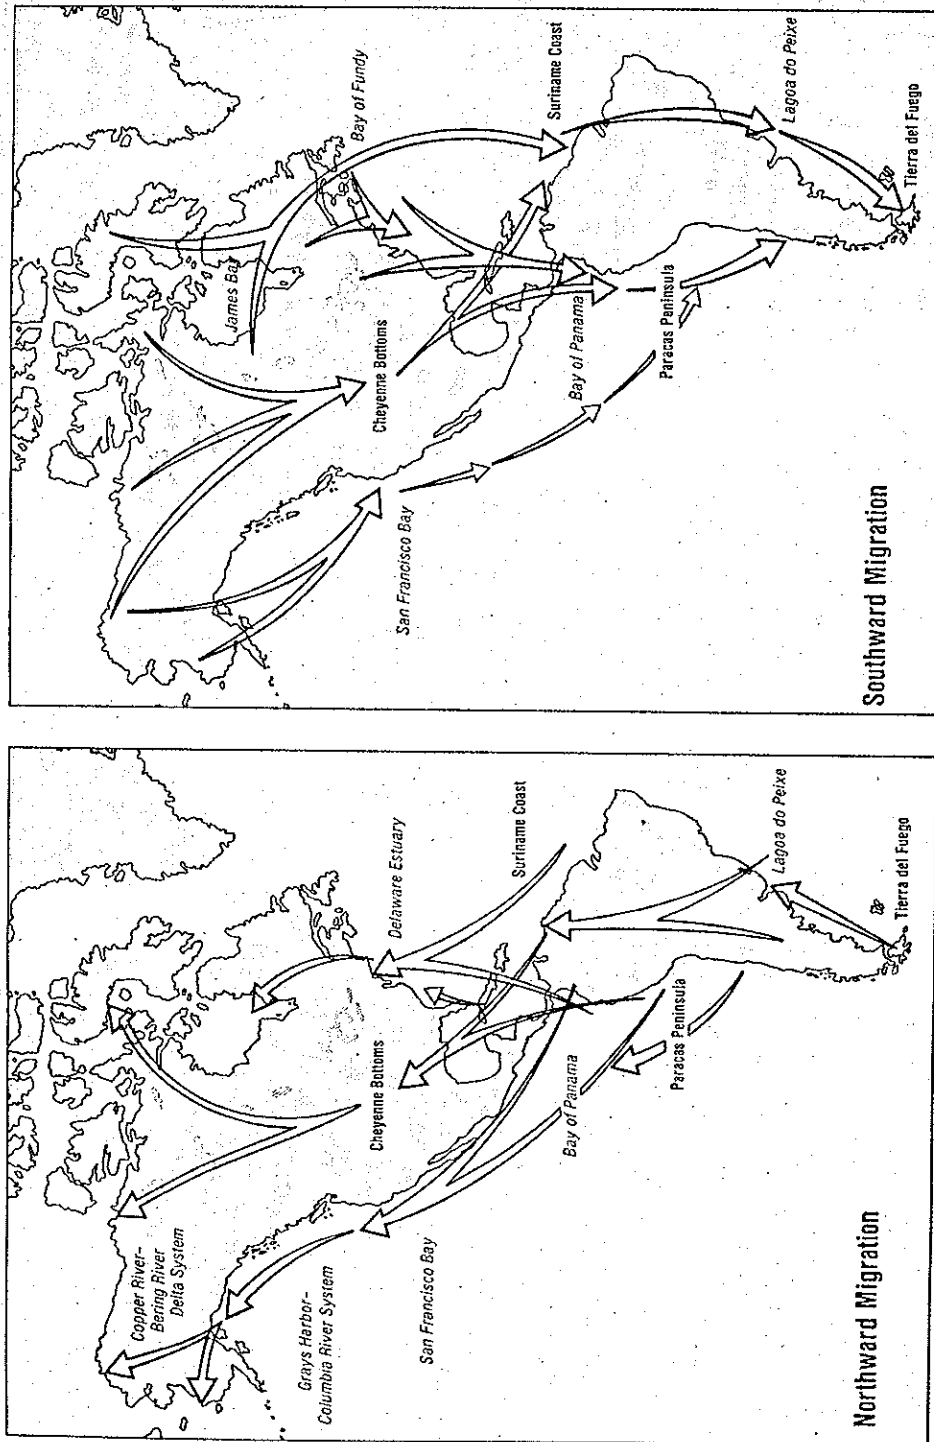 Copper River–
Bering River
Delta System
Grays Harbor–
Columbia River System
San Francisco Bay
Cheyenne Bottoms
Delaware Estuary
Suriname Coast
Bay of Panama
Paracas Peninsula
Lagoa do Peixe
Tierra del Fuego
Northward Migration
James Bay
Bay of Fundy
Cheyenne Bottoms
San Francisco Bay
Suriname Coast
Bay of Panama
Paracas Peninsula
Lagoa do Peixe
Tierra del Fuego
Southward Migration